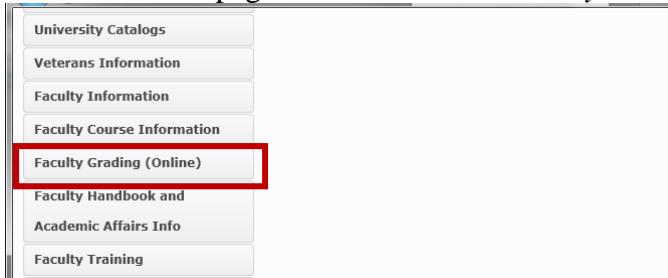 University Catalogs
Veterans Information
Faculty Information
Faculty Course Information
Faculty Grading (Online)
Faculty Handbook and
Academic Affairs Info
Faculty Training